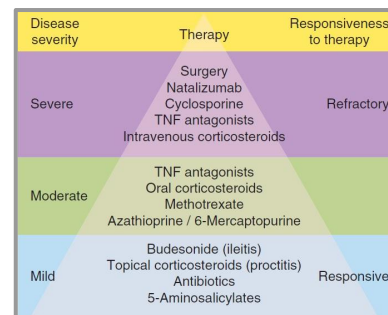 Disease severity
Therapy
Responsiveness to therapy
Severe
Surgery
Natalizumab
Cyclosporine
TNF antagonists
Intravenous corticosteroids
Refractory
Moderate
TNF antagonists
Oral corticosteroids
Methotrexate
Azathioprine / 6-Mercaptopurine
Mild
Budesonide (ileitis)
Topical corticosteroids (proctitis)
Antibiotics
5-Aminosalicylates
Responsive